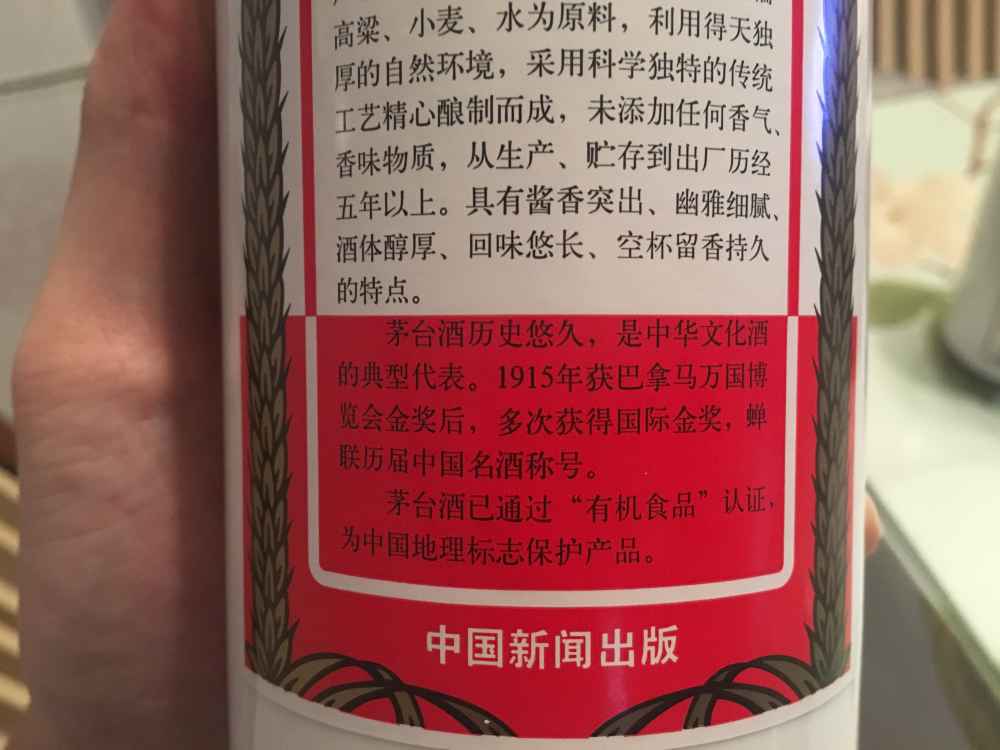 高粱、小麦、水为原料，利用得天独
厚的自然环境，采用科学独特的传统
工艺精心酿制而成，未添加任何香气、
香味物质，从生产、贮存到出厂历经
五年以上。具有酱香突出、幽雅细腻、
酒体醇厚、回味悠长、空杯留香持久
的特点。
茅台酒历史悠久，是中华文化酒
的典型代表。1915年获巴拿马万国博
览会金奖后，多次获得国际金奖，蝉
联历届中国名酒称号。
茅台酒已通过“有机食品”认证，
为中国地理标志保护产品。
中国新闻出版